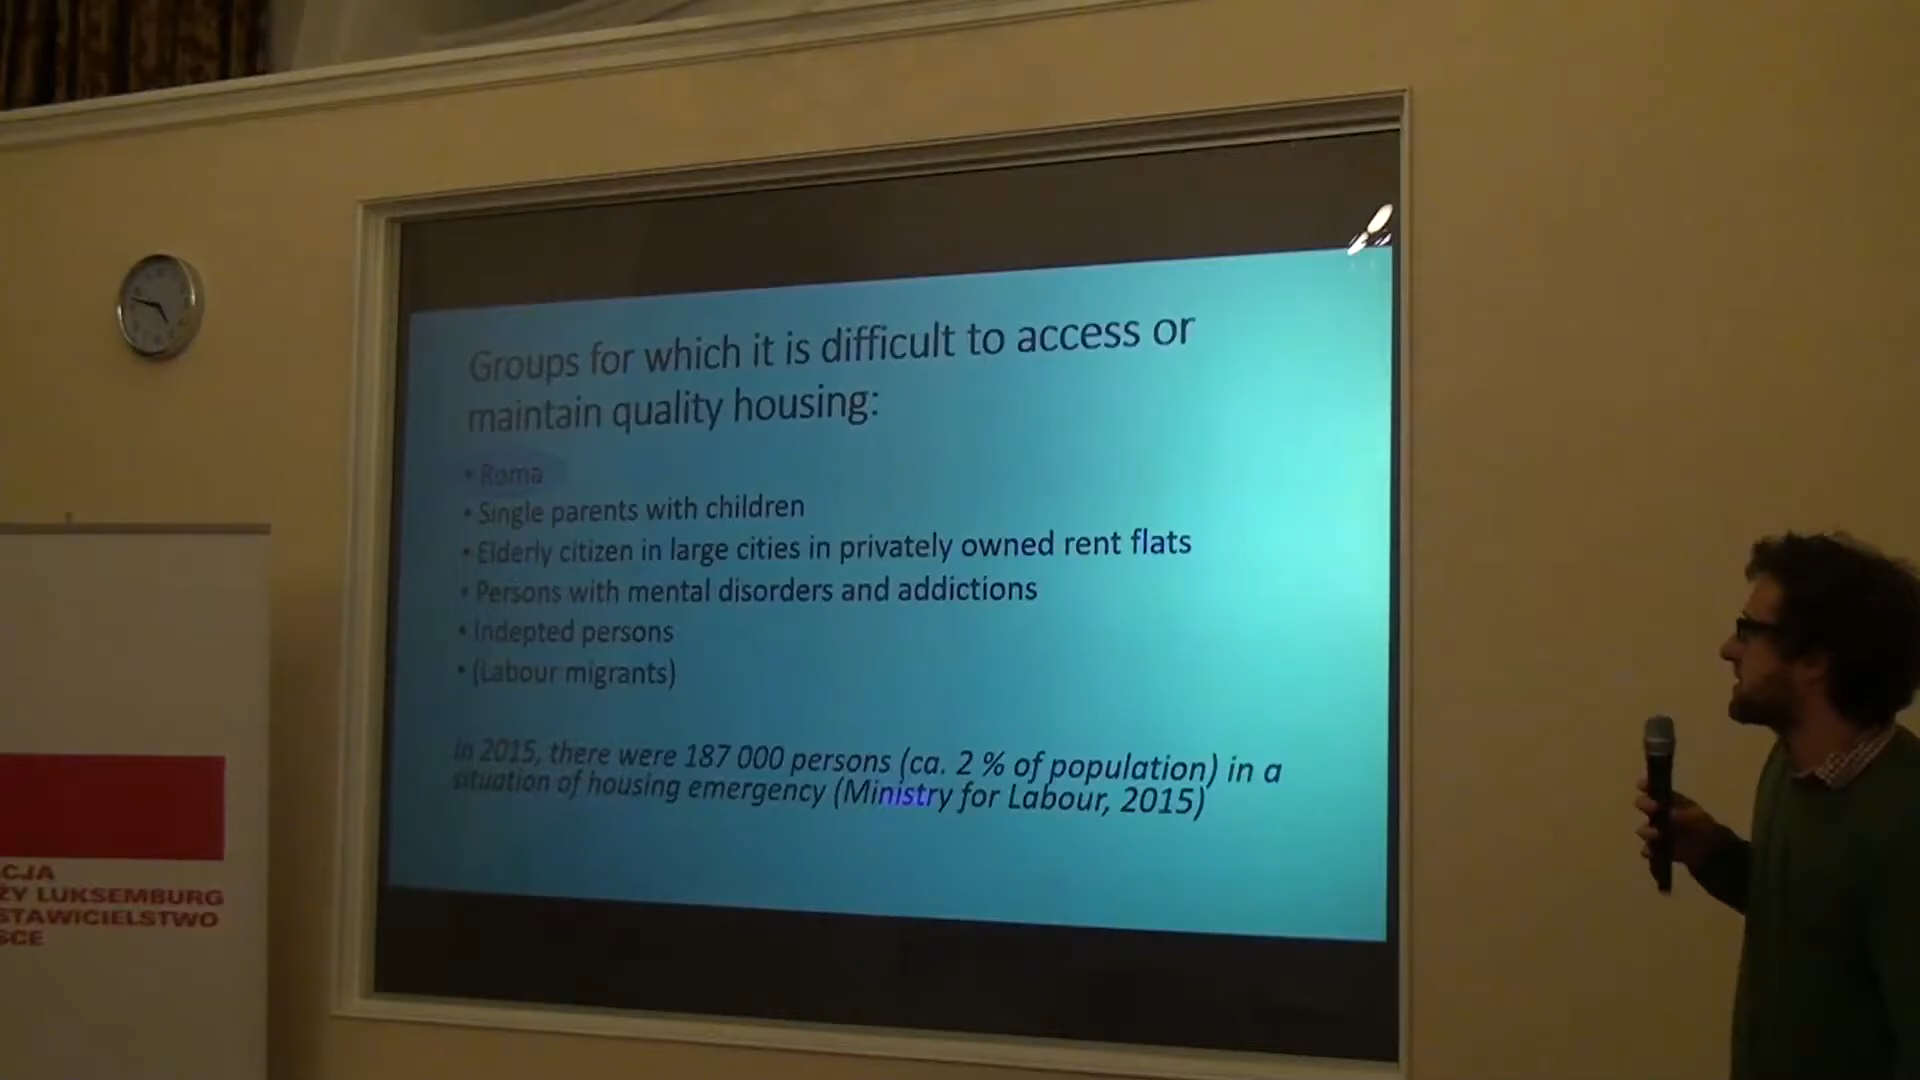 Groups for which it is difficult to access or
maintain quality housing:
• Roma
• Single parents with children
• Elderly citizen in large cities in privately owned rent flats
• Persons with mental disorders and addictions
• Indepted persons
• (Labour migrants)
In 2015, there were 187 000 persons (ca. 2 % of population) in a
situation of housing emergency (Ministry for Labour, 2015)
CJA
ŻY LUKSEMBURG
STAWICIELSTWO
SCE